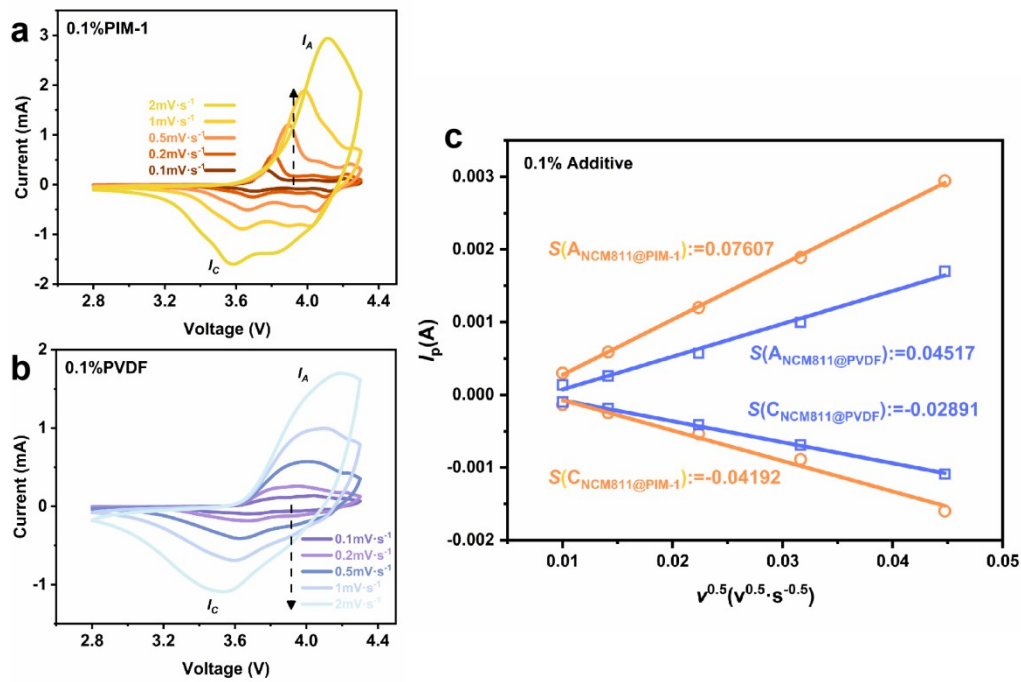 a
0.1%PIM-1
I_A
2mV·s⁻¹
1mV·s⁻¹
0.5mV·s⁻¹
0.2mV·s⁻¹
0.1mV·s⁻¹
I_C
3
2
1
0
-1
-2
Current (mA)
2.8 3.2 3.6 4.0 4.4
Voltage (V)
b
0.1%PVDF
I_A
0.1mV·s⁻¹
0.2mV·s⁻¹
0.5mV·s⁻¹
1mV·s⁻¹
2mV·s⁻¹
I_C
2
1
0
-1
Current (mA)
2.8 3.2 3.6 4.0 4.4
Voltage (V)
c
0.1% Additive
S(A_NCM811@PIM-1):=0.07607
S(A_NCM811@PVDF):=0.04517
S(C_NCM811@PVDF):=-0.02891
S(C_NCM811@PIM-1):=-0.04192
0.003
0.002
0.001
0.000
-0.001
-0.002
I_p(A)
0.01 0.02 0.03 0.04 0.05
v^0.5(v^0.5·s^-0.5)